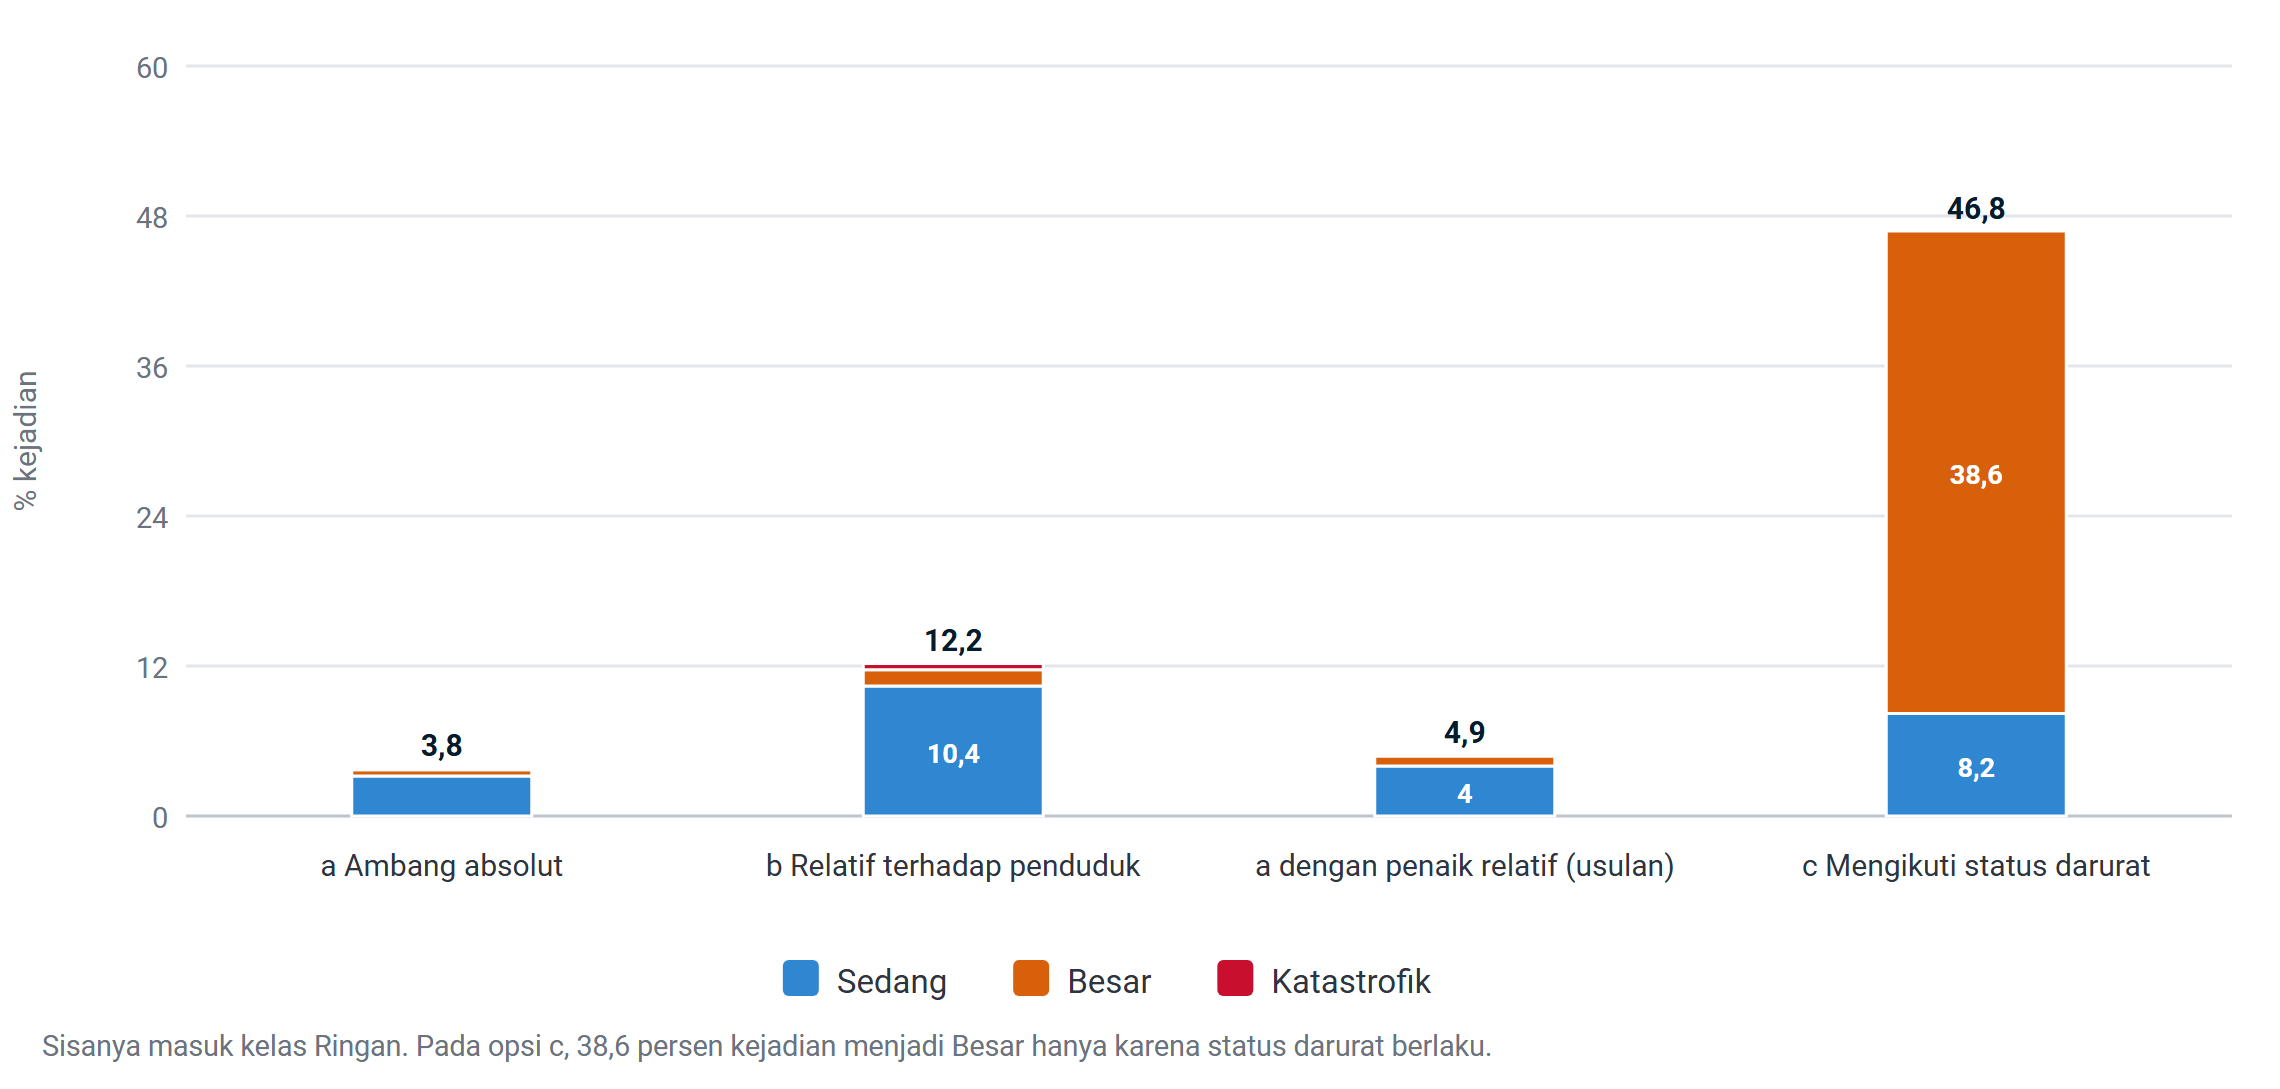 60
48
36
24
12
0
% kejadian
3,8
12,2
10,4
4,9
4
46,8
38,6
8,2
a Ambang absolut
b Relatif terhadap penduduk
a dengan penaik relatif (usulan)
c Mengikuti status darurat
Sedang
Besar
Katastrofik
Sisanya masuk kelas Ringan. Pada opsi c, 38,6 persen kejadian menjadi Besar hanya karena status darurat berlaku.